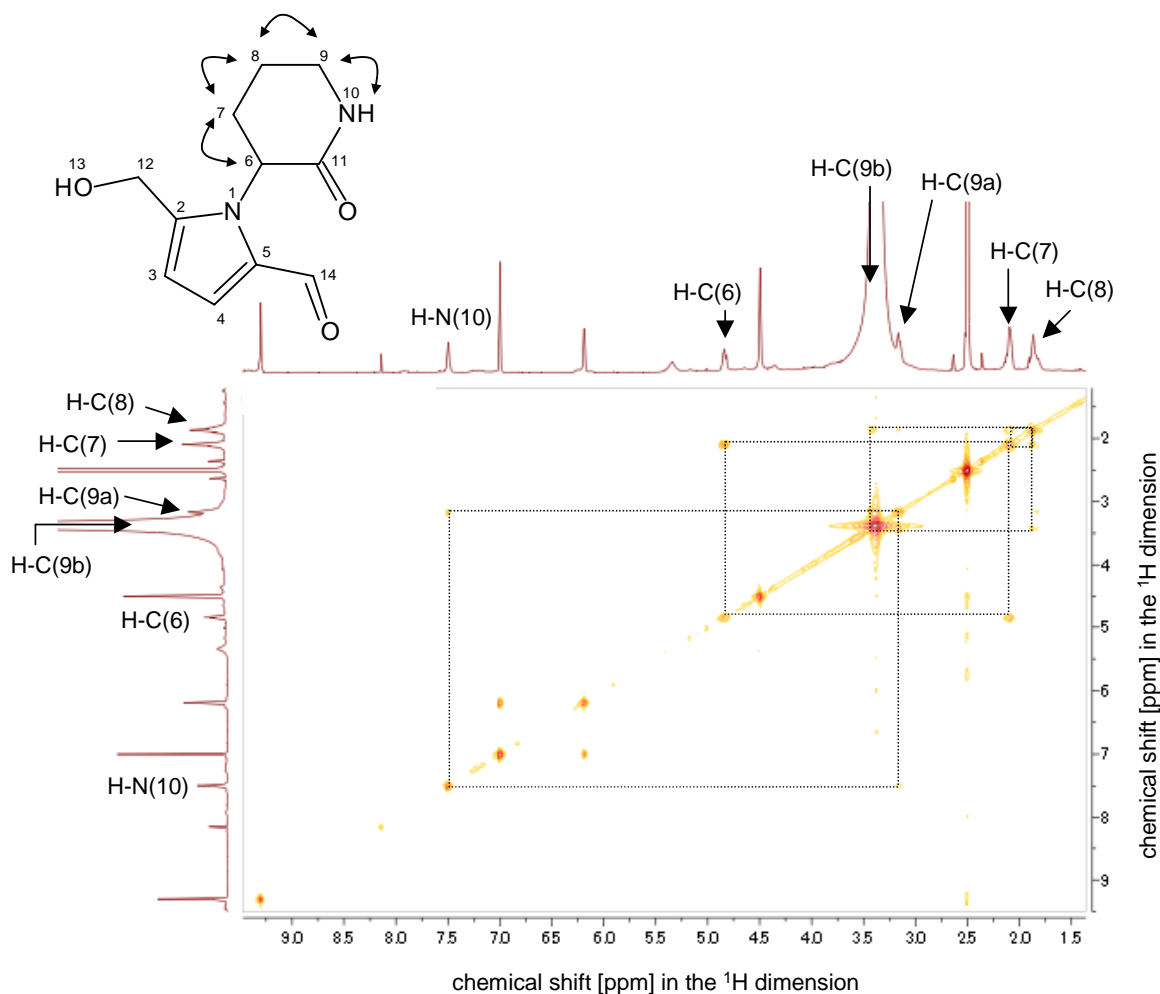 8
9
10
NH
7
6
11
O
13
12
HO
1
N
2
5
14
3
4
O
H-C(9b)
H-C(9a)
H-C(7)
H-C(6)
H-C(8)
H-N(10)
H-C(8)
H-C(7)
H-C(9a)
H-C(9b)
H-C(6)
H-N(10)
2
3
4
5
6
7
8
9
chemical shift [ppm] in the ¹H dimension
9.0 8.5 8.0 7.5 7.0 65 6.0 5.5 5.0 4.5 4.0 3.5 3.0 2.5 2.0 1.5
chemical shift [ppm] in the ¹H dimension